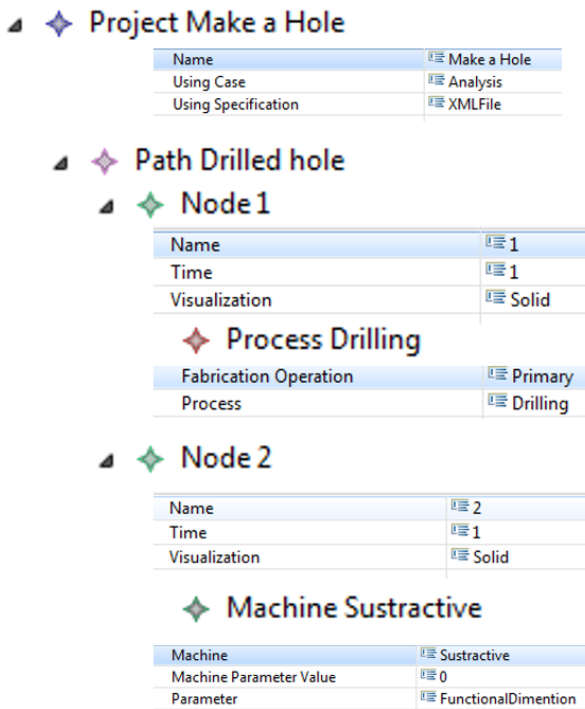 Project Make a Hole
Name Make a Hole
Using Case Analysis
Using Specification XMLFile
Path Drilled hole
Node 1
Name 1
Time 1
Visualization Solid
Process Drilling
Fabrication Operation Primary
Process Drilling
Node 2
Name 2
Time 1
Visualization Solid
Machine Sustractive
Machine Sustractive
Machine Parameter Value 0
Parameter FunctionalDimention